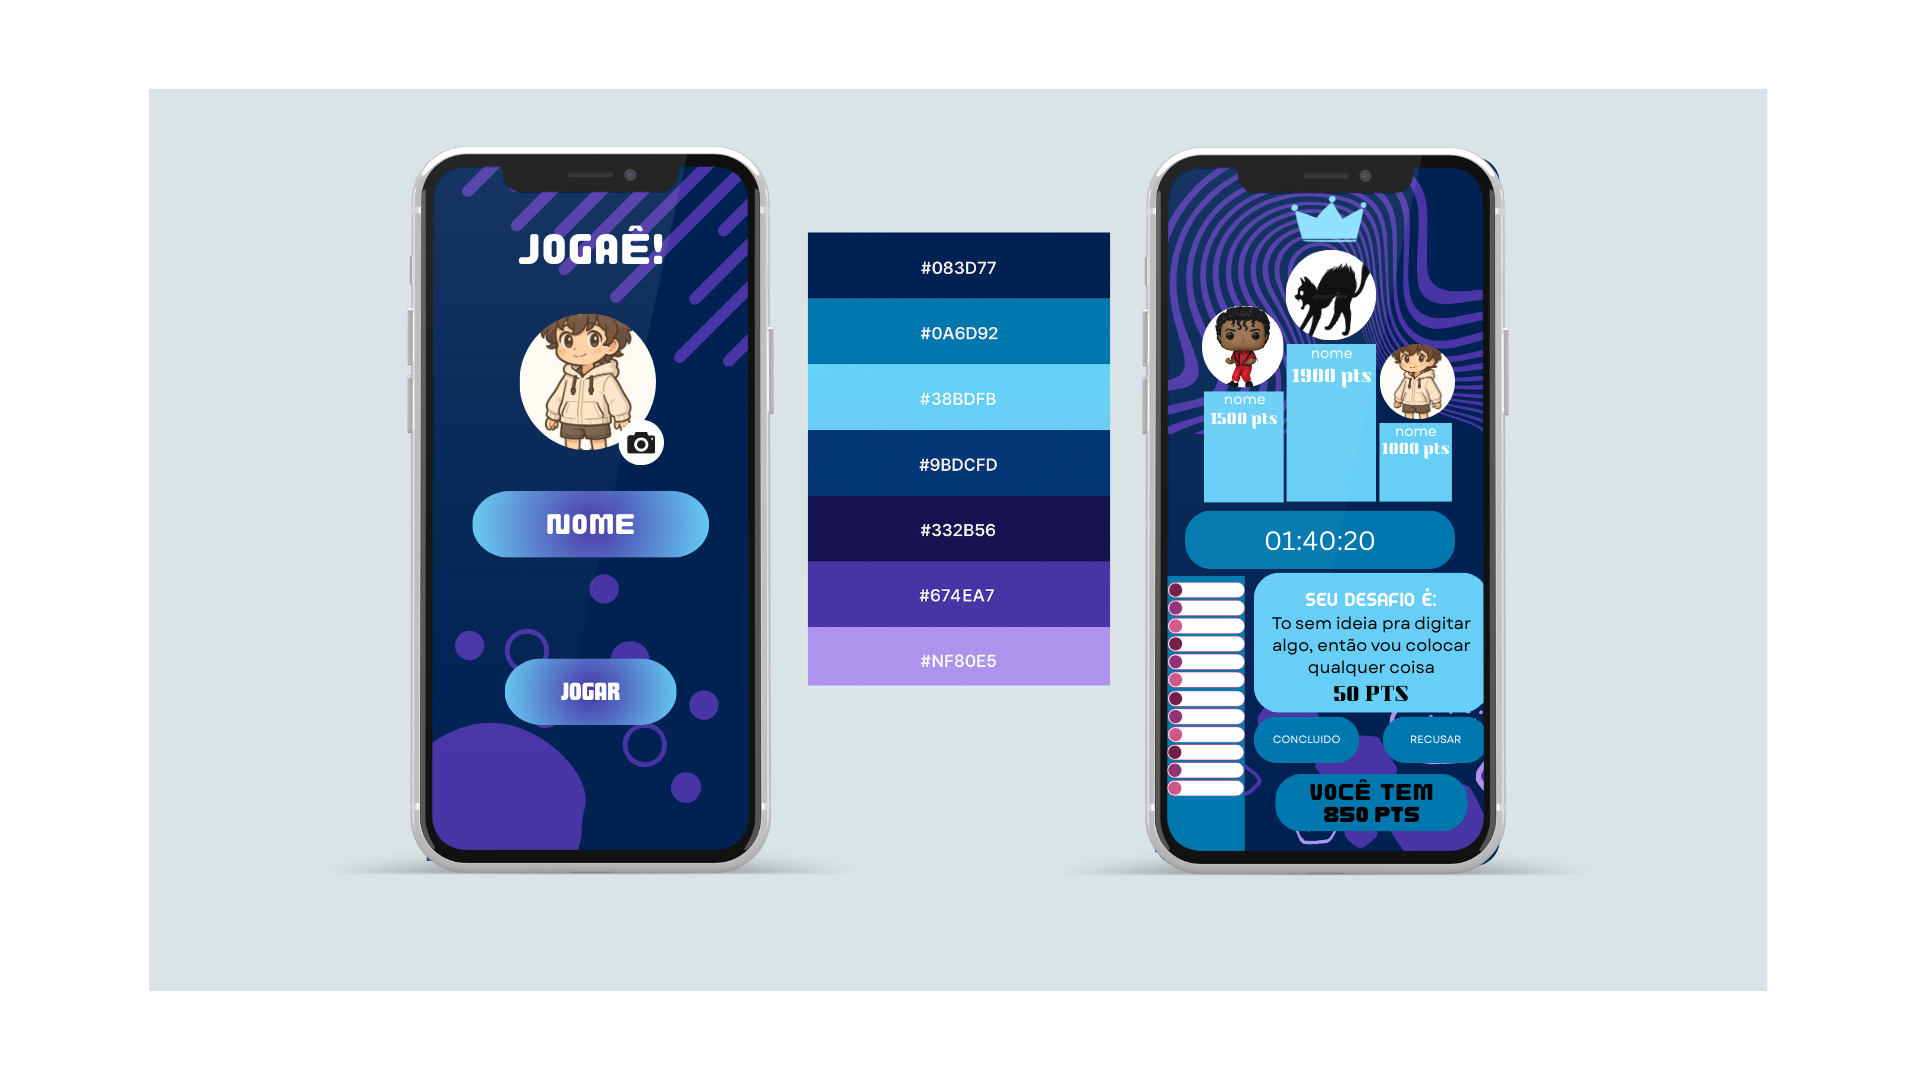 JOGAÊ!
NOME
JOGAR
#083D77
#0A6D92
#38BDFB
#9BDCFD
#332B56
#674EA7
#NF80E5
nome
1900 pts
nome
1500 pts
nome
1000 pts
01:40:20
SEU DESAFIO É:
To sem ideia pra digitar
algo, então vou colocar
qualquer coisa
50 PTS
CONCLUIDO
RECUSAR
VOCÊ TEM
850 PTS